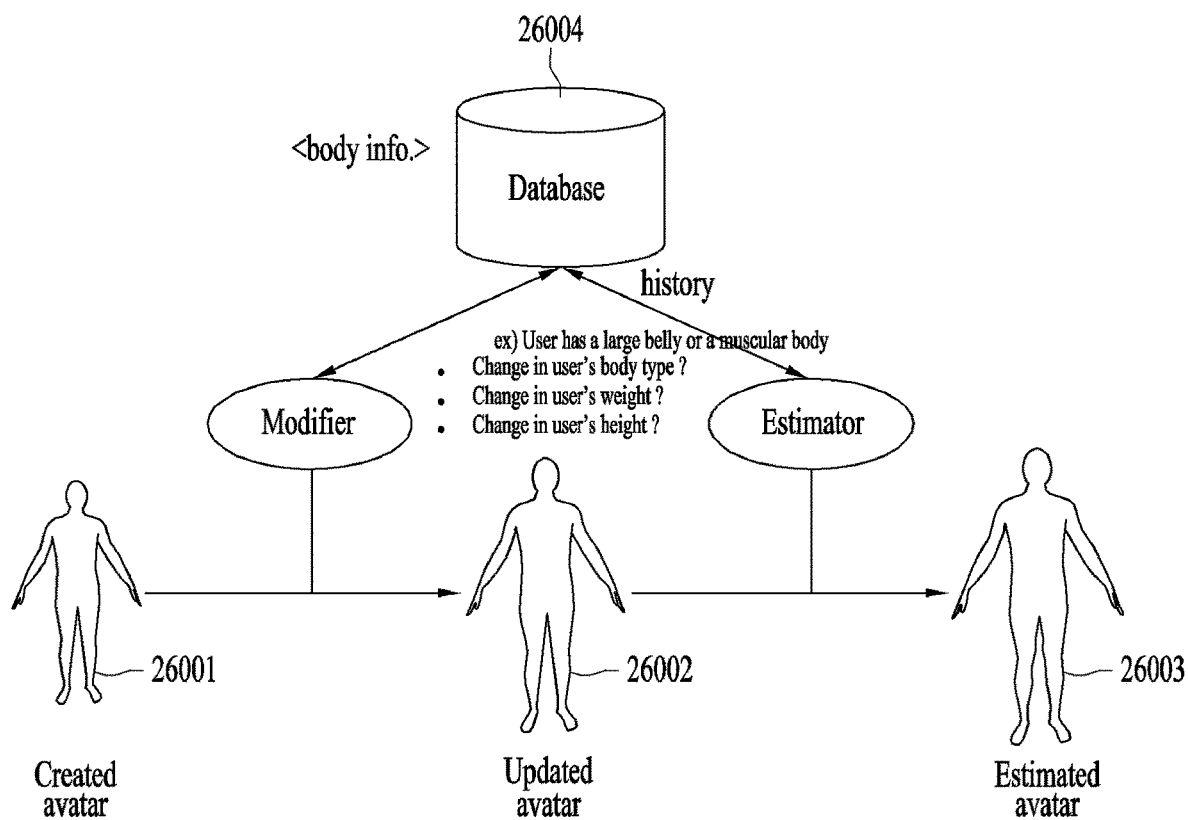 26004
<body info.>
Database
history
ex) User has a large belly or a muscular body
• Change in user's body type ?
• Change in user's weight ?
• Change in user's height ?
Modifier
Estimator
26001
26002
26003
Created
avatar
Updated
avatar
Estimated
avatar